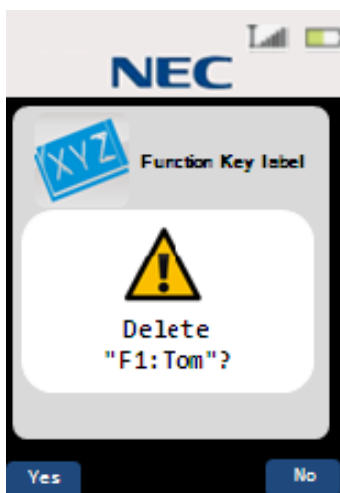 NEC
XYZ
Function Key label
Delete
"F1:Tom"?
Yes
No